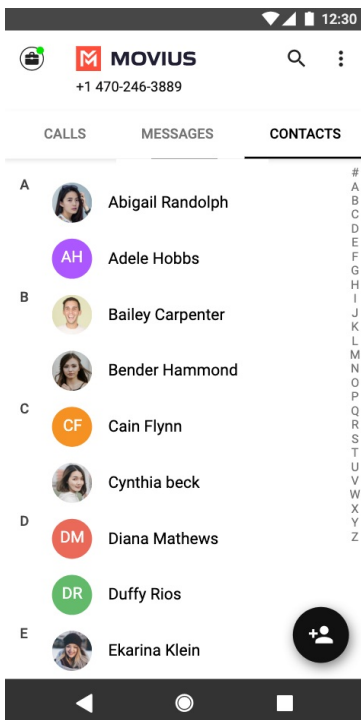 12:30
MOVIUS
+1 470-246-3889
CALLS MESSAGES CONTACTS
A
Abigail Randolph
AH Adele Hobbs
B
Bailey Carpenter
Bender Hammond
C
CF Cain Flynn
Cynthia beck
D
DM Diana Mathews
DR Duffy Rios
E
Ekarina Klein
#
A
B
C
D
E
F
G
H
I
J
K
L
M
N
O
P
Q
R
S
T
U
V
W
X
Y
Z